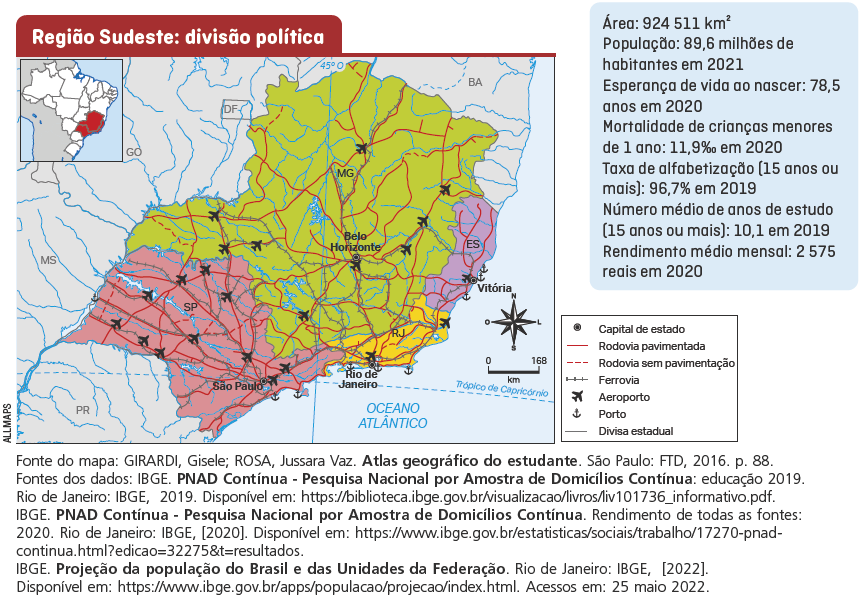 Região Sudeste: divisão política
Área: 924 511 km²
População: 89,6 milhões de
habitantes em 2021
Esperança de vida ao nascer: 78,5
anos em 2020
Mortalidade de crianças menores
de 1 ano: 11,9‰ em 2020
Taxa de alfabetização (15 anos ou
mais): 96,7% em 2019
Número médio de anos de estudo
(15 anos ou mais): 10,1 em 2019
Rendimento médio mensal: 2 575
reais em 2020
45° O
BA
DF
GO
MG
Belo
Horizonte
ES
MS
Vitória
SP
RJ
N
O
L
S
0 168
km
São Paulo
Rio de
Janeiro
Trópico de Capricórnio
PR
OCEANO
ATLÂNTICO
ALLMAPS
Capital de estado
Rodovia pavimentada
Rodovia sem pavimentação
Ferrovia
Aeroporto
Porto
Divisa estadual
Fonte do mapa: GIRARDI, Gisele; ROSA, Jussara Vaz. Atlas geográfico do estudante. São Paulo: FTD, 2016. p. 88.
Fontes dos dados: IBGE. PNAD Contínua - Pesquisa Nacional por Amostra de Domicílios Contínua: educação 2019.
Rio de Janeiro: IBGE, 2019. Disponível em: https://biblioteca.ibge.gov.br/visualizacao/livros/liv101736_informativo.pdf.
IBGE. PNAD Contínua - Pesquisa Nacional por Amostra de Domicílios Contínua. Rendimento de todas as fontes:
2020. Rio de Janeiro: IBGE, [2020]. Disponível em: https://www.ibge.gov.br/estatisticas/sociais/trabalho/17270-pnad-
continua.html?edicao=32275&t=resultados.
IBGE. Projeção da população do Brasil e das Unidades da Federação. Rio de Janeiro: IBGE, [2022].
Disponível em: https://www.ibge.gov.br/apps/populacao/projecao/index.html. Acessos em: 25 maio 2022.